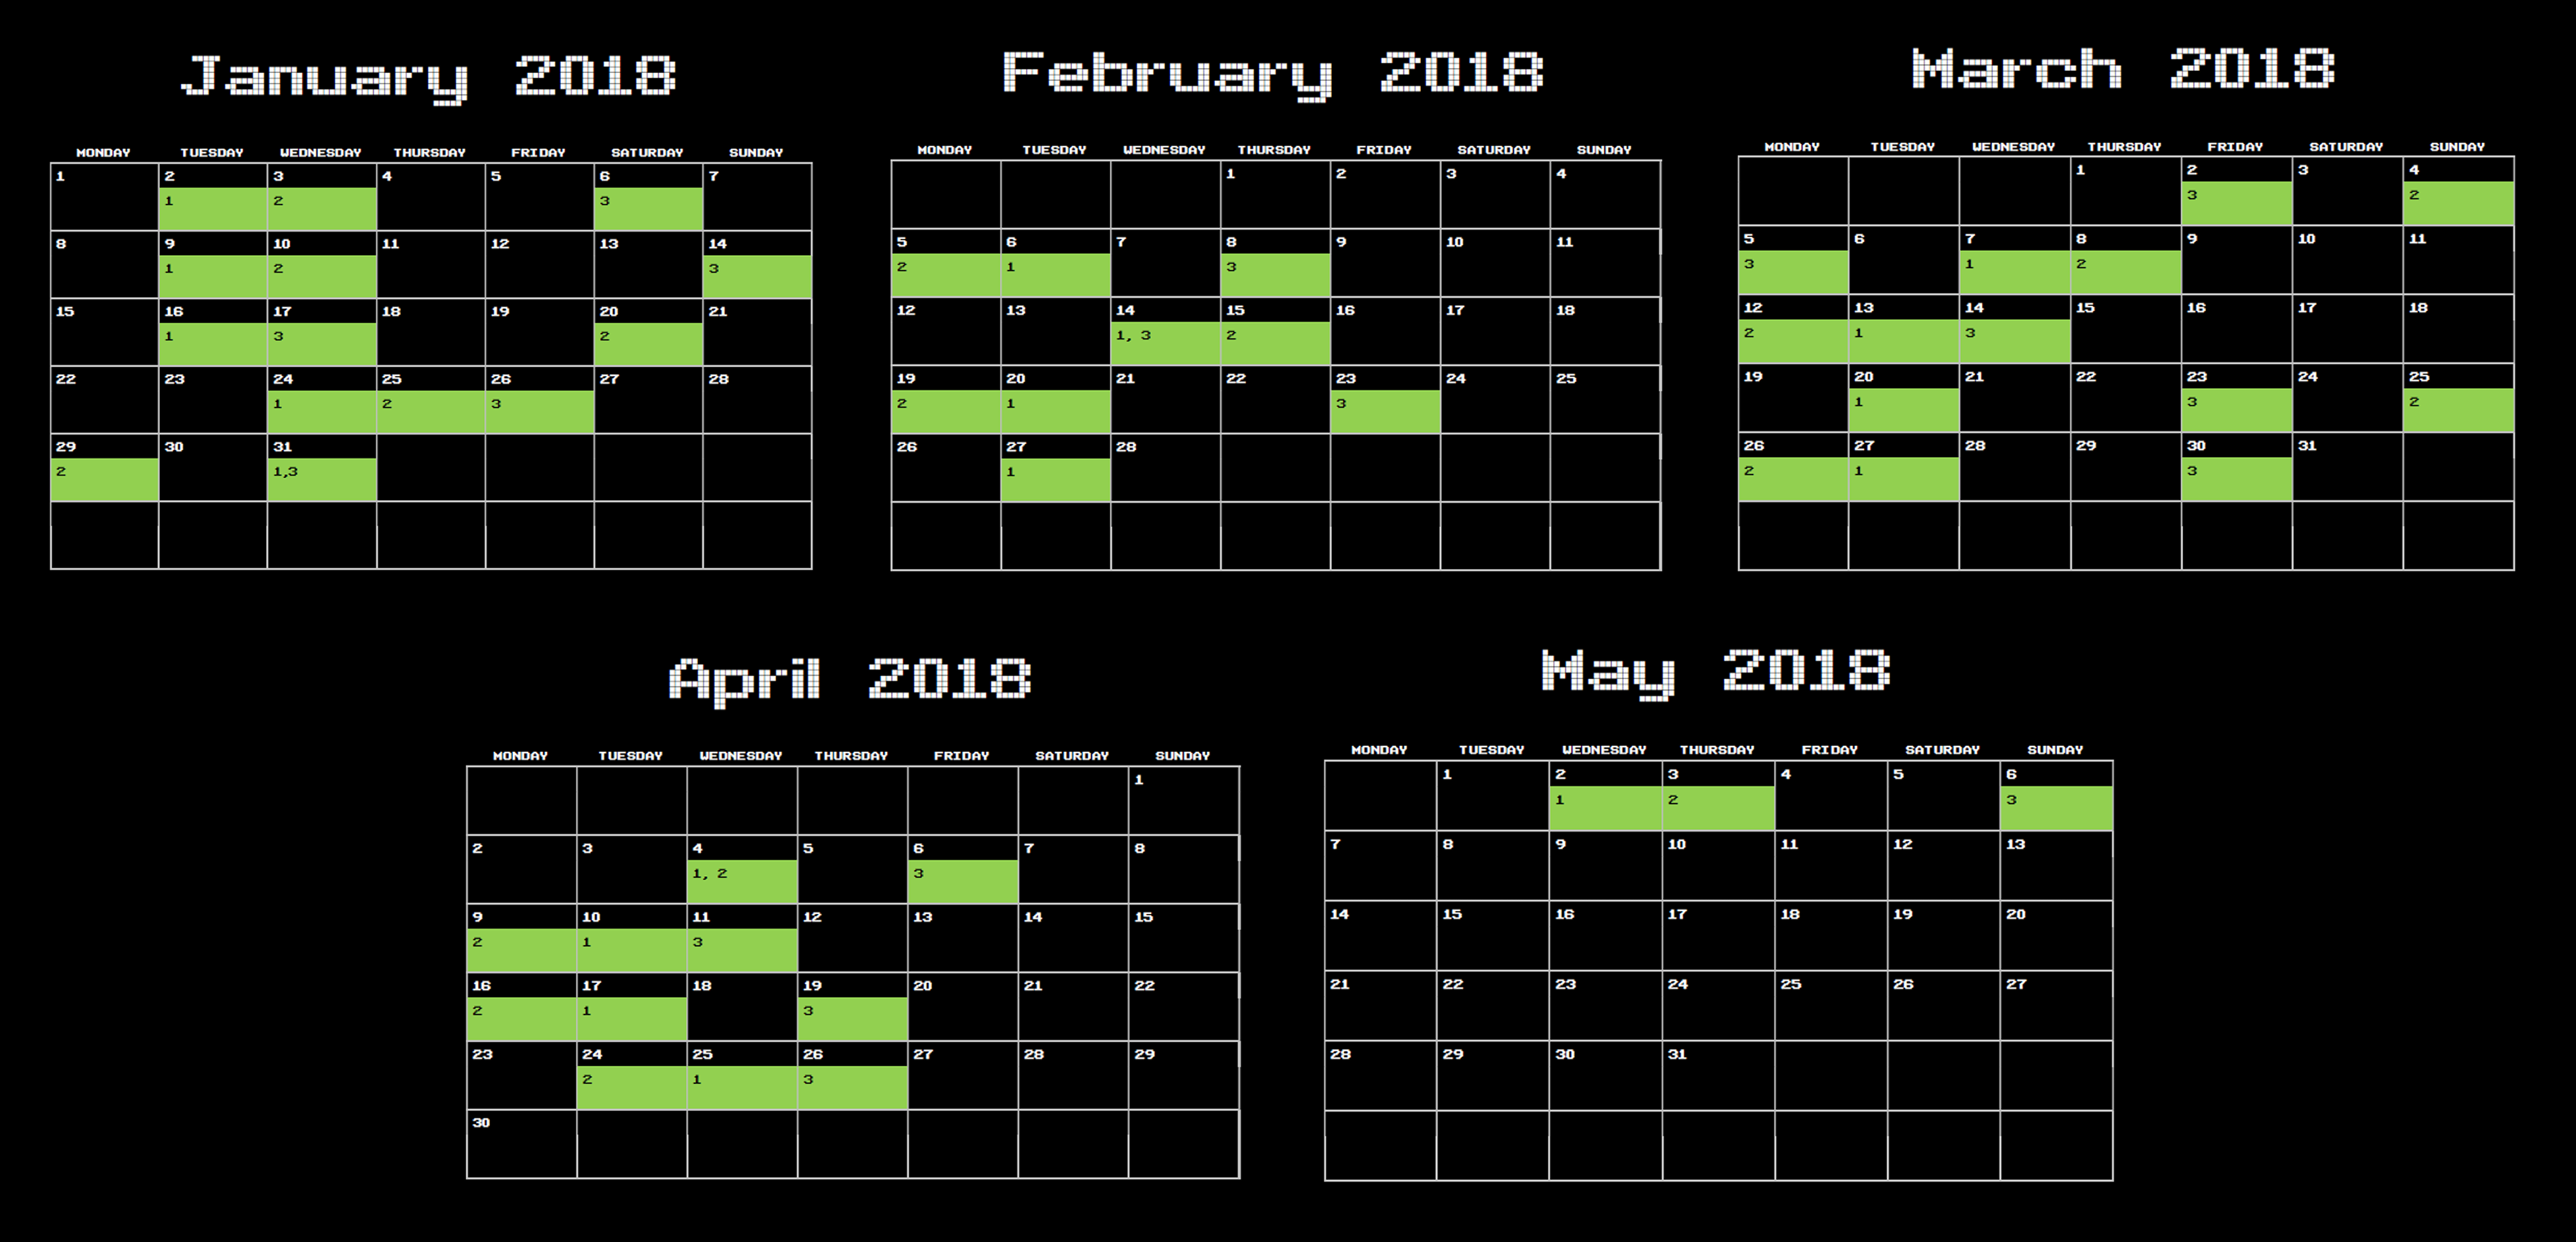 January 2018
MONDAY TUESDAY WEDNESDAY THURSDAY FRIDAY SATURDAY SUNDAY
1 2 3 4 5 6 7
1 2 3
8 9 10 11 12 13 14
1 2 3
15 16 17 18 19 20 21
1 3 2
22 23 24 25 26 27 28
1 2 3
29 30 31
2 1,3
February 2018
MONDAY TUESDAY WEDNESDAY THURSDAY FRIDAY SATURDAY SUNDAY
1 2 3 4
5 6 7 8 9 10 11
2 1 3
12 13 14 15 16 17 18
1, 3 2
19 20 21 22 23 24 25
2 1 3
26 27 28
1
March 2018
MONDAY TUESDAY WEDNESDAY THURSDAY FRIDAY SATURDAY SUNDAY
1 2 3 4
3 2
5 6 7 8 9 10 11
3 1 2
12 13 14 15 16 17 18
2 1 3
19 20 21 22 23 24 25
1 3 2
26 27 28 29 30 31
2 1 3
April 2018
MONDAY TUESDAY WEDNESDAY THURSDAY FRIDAY SATURDAY SUNDAY
1
2 3 4 5 6 7 8
1, 2 3
9 10 11 12 13 14 15
2 1 3
16 17 18 19 20 21 22
2 1 3
23 24 25 26 27 28 29
2 1 3
30
May 2018
MONDAY TUESDAY WEDNESDAY THURSDAY FRIDAY SATURDAY SUNDAY
1 2 3 4 5 6
1 2 3
7 8 9 10 11 12 13
14 15 16 17 18 19 20
21 22 23 24 25 26 27
28 29 30 31